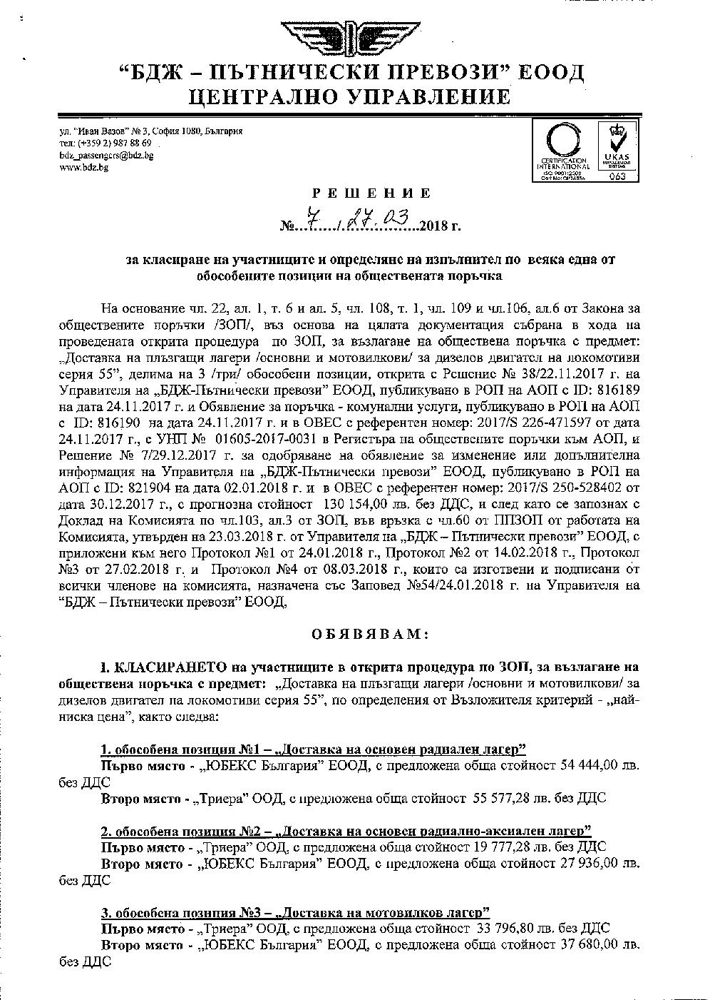 “БДЖ – ПЪТНИЧЕСКИ ПРЕВОЗИ” ЕООД
ЦЕНТРАЛНО УПРАВЛЕНИЕ
ул. “Иван Вазов” № 3, София 1080, България
тел: (+359 2) 987 88 69
bdz_passengers@bdz.bg
www.bdz.bg
CERTIFICATION
INTERNATIONAL
ISO 9001:2008
UKAS
MANAGEMENT
SYSTEMS
063
Р Е Ш Е Н И Е
№...7...../.27.03...2018 г.
за класиране на участниците и определяне на изпълнител по всяка една от
обособените позиции на обществената поръчка
На основание чл. 22, ал. 1, т. 6 и ал. 5, чл. 108, т. 1, чл. 109 и чл.106, ал.6 от Закона за
обществените поръчки /ЗОП/, въз основа на цялата документация събрана в хода на
проведената открита процедура по ЗОП, за възлагане на обществена поръчка с предмет:
„Доставка на плъзгащи лагери /основни и мотовилкови/ за дизелов двигател на локомотиви
серия 55”, делима на 3 /три/ обособени позиции, открита с Решение № 38/22.11.2017 г. на
Управителя на „БДЖ-Пътнически превози” ЕООД, публикувано в РОП на АОП с ID: 816189
на дата 24.11.2017 г. и Обявление за поръчка - комунални услуги, публикувано в РОП на АОП
с ID: 816190 на дата 24.11.2017 г. и в ОВЕС с референтен номер: 2017/S 226-471597 от дата
24.11.2017 г., с УНП № 01605-2017-0031 в Регистъра на обществените поръчки към АОП, и
Решение № 7/29.12.2017 г. за одобряване на обявление за изменение или допълнителна
информация на Управителя на „БДЖ-Пътнически превози” ЕООД, публикувано в РОП на
АОП с ID: 821904 на дата 02.01.2018 г. и в ОВЕС с референтен номер: 2017/S 250-528402 от
дата 30.12.2017 г., с прогнозна стойност 130 154,00 лв. без ДДС, и след като се запознах с
Доклад на Комисията по чл.103, ал.3 от ЗОП, във връзка с чл.60 от ППЗОП от работата на
Комисията, утвърден на 23.03.2018 г. от Управителя на „БДЖ – Пътнически превози” ЕООД, с
приложени към него Протокол №1 от 24.01.2018 г., Протокол №2 от 14.02.2018 г., Протокол
№3 от 27.02.2018 г. и Протокол №4 от 08.03.2018 г., които са изготвени и подписани от
всички членове на комисията, назначена със Заповед №54/24.01.2018 г. на Управителя на
“БДЖ – Пътнически превози” ЕООД,
О Б Я В Я В А М :
І. КЛАСИРАНЕТО на участниците в открита процедура по ЗОП, за възлагане на
обществена поръчка с предмет: „Доставка на плъзгащи лагери /основни и мотовилкови/ за
дизелов двигател на локомотиви серия 55”, по определения от Възложителя критерий - „най-
ниска цена”, както следва:
1. обособена позиция №1 – „Доставка на основен радиален лагер”
Първо място - „ЮБЕКС България” ЕООД, с предложена обща стойност 54 444,00 лв.
без ДДС
Второ място - „Триера” ООД, с предложена обща стойност 55 577,28 лв. без ДДС
2. обособена позиция №2 – „Доставка на основен радиално-аксиален лагер”
Първо място - „Триера” ООД, с предложена обща стойност 19 777,28 лв. без ДДС
Второ място - „ЮБЕКС България” ЕООД, с предложена обща стойност 27 936,00 лв.
без ДДС
3. обособена позиция №3 – „Доставка на мотовилков лагер”
Първо място - „Триера” ООД, с предложена обща стойност 33 796,80 лв. без ДДС
Второ място - „ЮБЕКС България” ЕООД, с предложена обща стойност 37 680,00 лв.
без ДДС